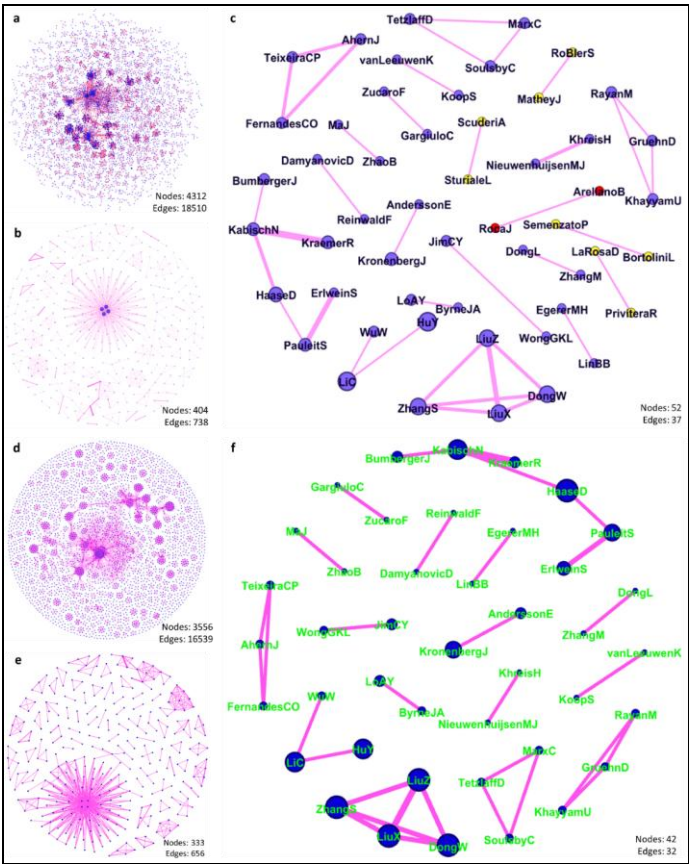 a
Nodes: 4312
Edges: 18510
b
Nodes: 404
Edges: 738
c
TetzlaffD
MarxC
AhernJ
TeixeiraCP
vanLeeuwenK
SoulsbyC
RoBlerS
ZucaroF
KoopS
MatheyJ
RayanM
FernandesCO
MaJ
GargiuloC
ScuderiA
KhreisH
GruehnD
ZhaoB
NieuwenhuijsenMJ
DamyanovicD
SturialeL
ArellanoB
BumbergerJ
AnderssonE
KhayyamU
ReinwaldF
RocaJ
SemenzatoP
KabischN
KraemerR
JimCY
DongL
LaRosaD
BortoliniL
KronenbergJ
ZhangM
HaaseD
ErlweinS
LoAY
ByrneJA
EgererMH
PriviteraR
HuY
WuW
LiuZ
WongGKL
PauleitS
LinBB
LiC
DongW
ZhangS
LiuX
Nodes: 52
Edges: 37
d
Nodes: 3556
Edges: 16539
e
Nodes: 333
Edges: 656
f
KabischN
BumbergerJ
KraemerR
GargiuloC
HaaseD
ZucaroF
ReinwaldF
MaJ
EgererMH
PauleitS
ZhaoB
DamyanovicD
ErlweinS
LinBB
TeixeiraCP
DongL
AnderssonE
WongGKL
JimCY
ZhangM
AhernJ
KronenbergJ
vanLeeuwenK
KhreisH
LoAY
WuW
KoopS
FernandesCO
ByrneJA
NieuwenhuijsenMJ
RayanM
HuY
MarxC
LiC
GruehnD
LiuZ
TetzlaffD
ZhangS
KhayyamU
LiuX
SoulsbyC
DongW
Nodes: 42
Edges: 32